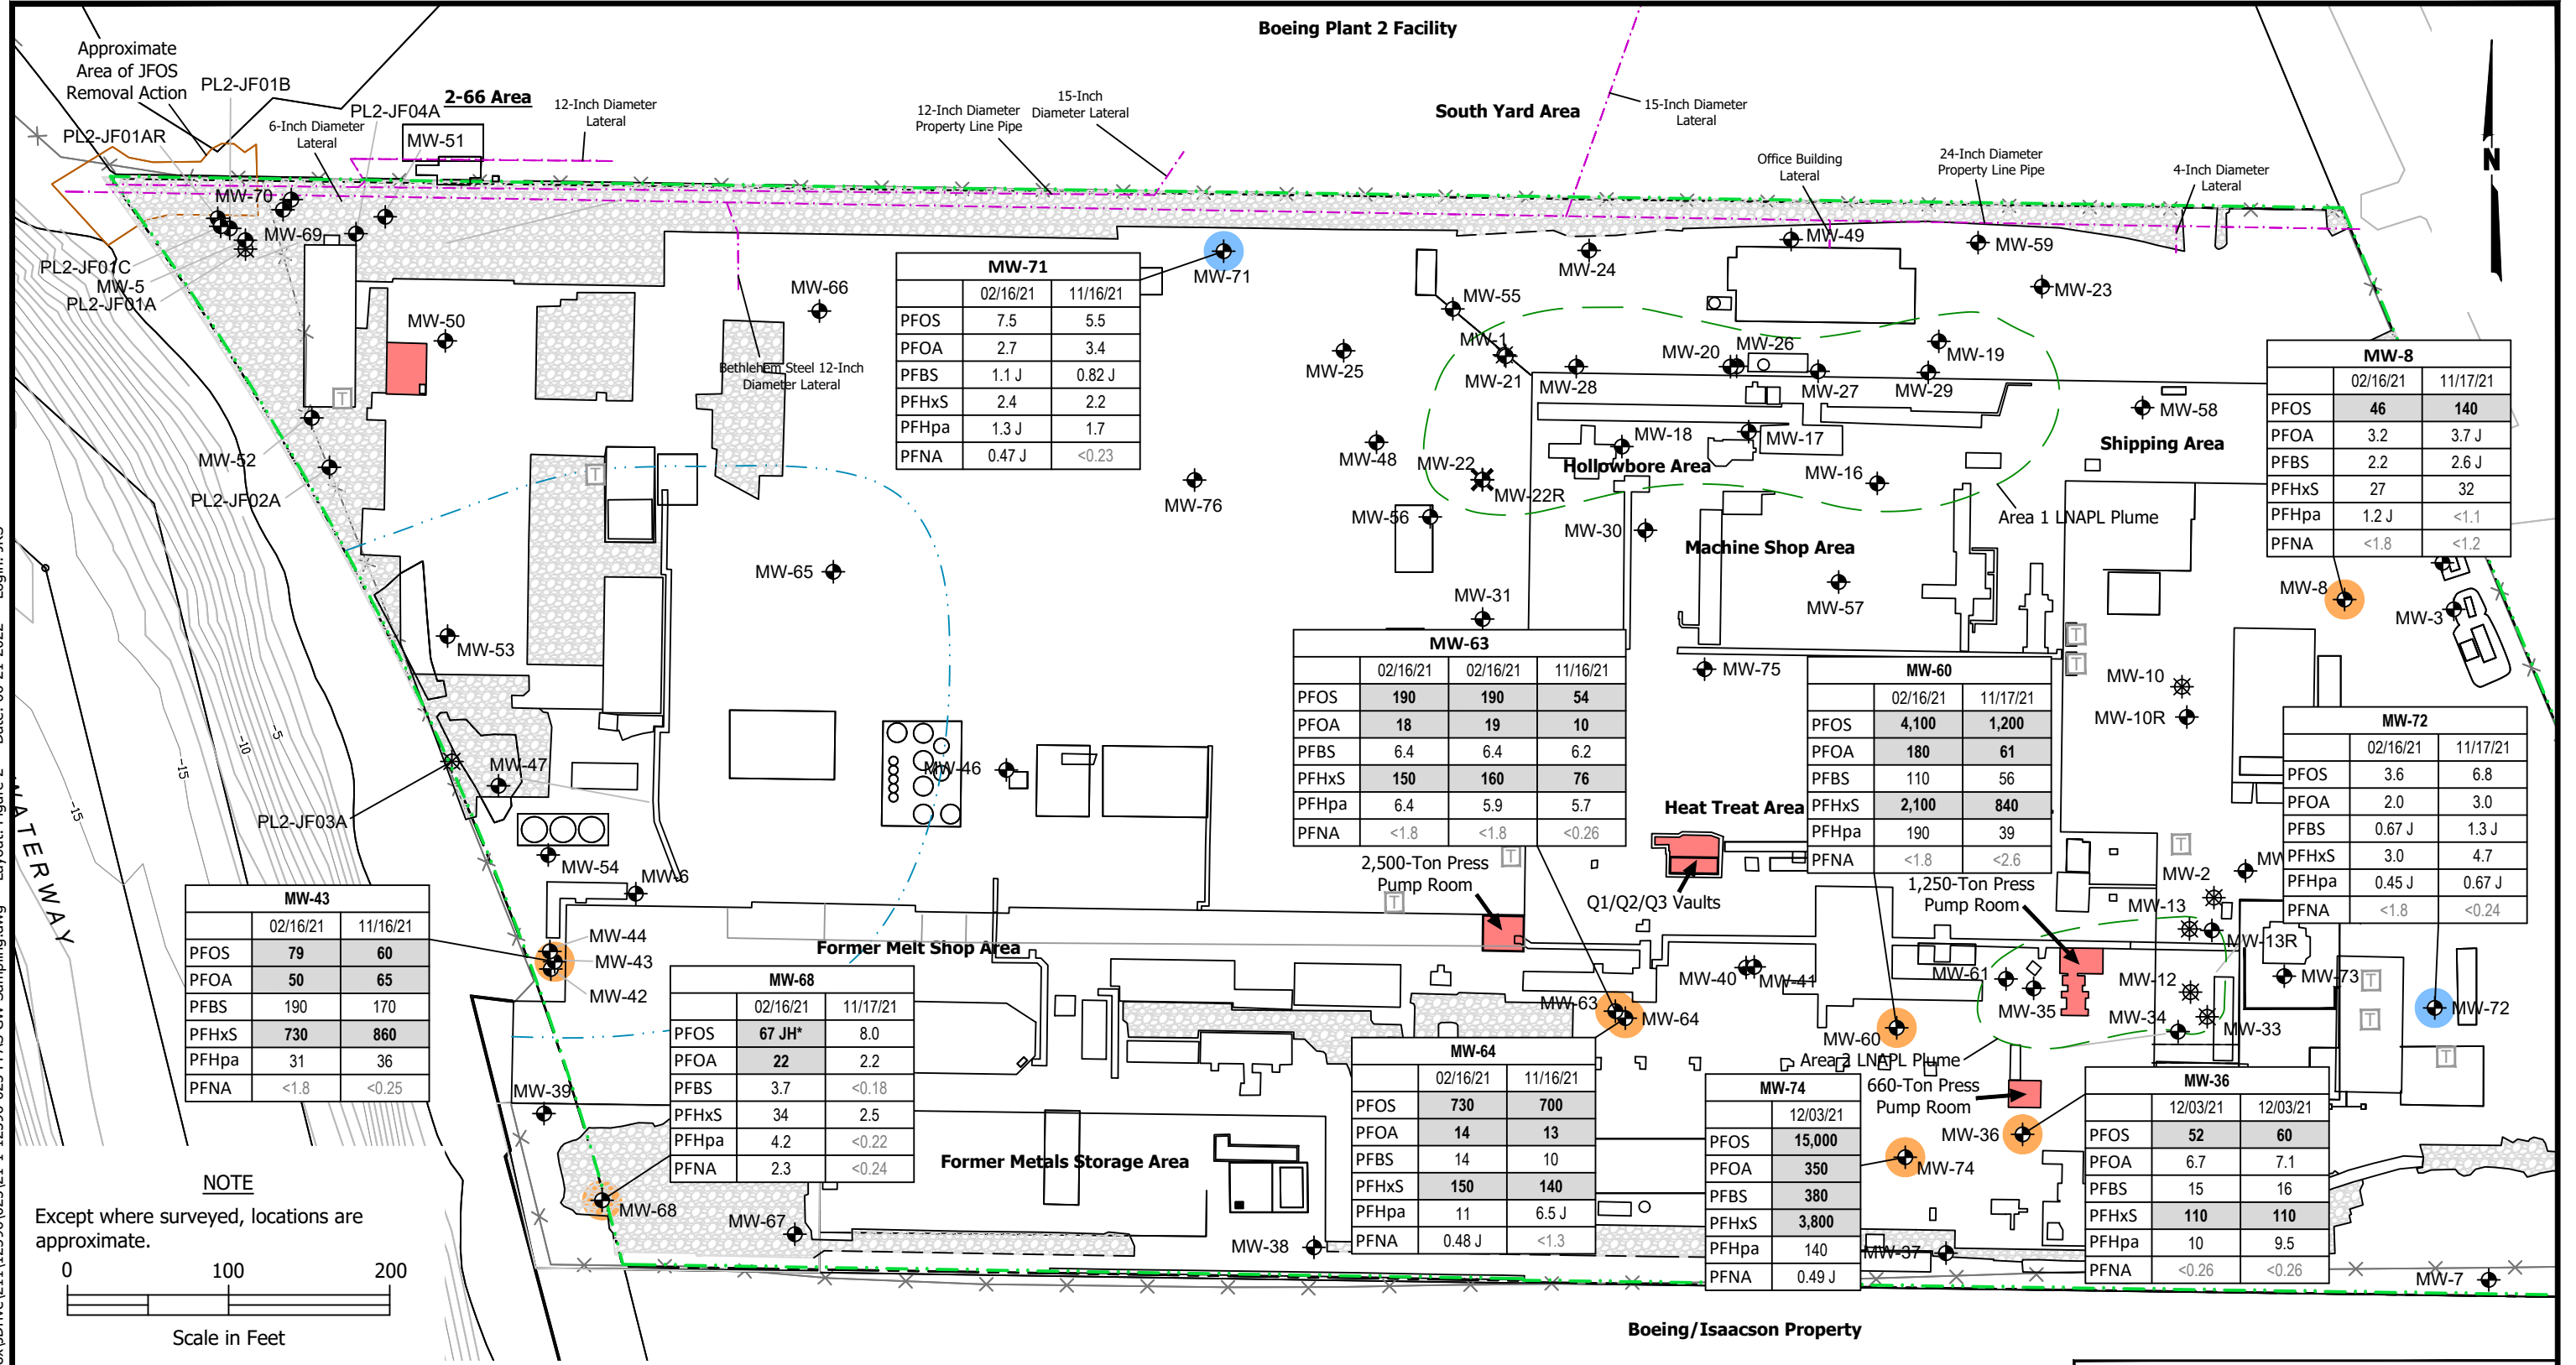 Boeing Plant 2 Facility
Approximate
Area of JFOS
Removal Action
PL2-JF01B
2-66 Area
PL2-JF04A
12-Inch Diameter
Lateral
12-Inch Diameter
Property Line Pipe
15-Inch
Diameter Lateral
South Yard Area
15-Inch Diameter
Lateral
PL2-JF01AR
6-Inch Diameter
Lateral
MW-51
Office Building
Lateral
24-Inch Diameter
Property Line Pipe
4-Inch Diameter
Lateral
N
MW-70
MW-69
PL2-JF01C
MW-5
PL2-JF01A
MW-71
MW-24
MW-49
MW-59
MW-23
MW-71
02/16/21 11/16/21
PFOS 7.5 5.5
PFOA 2.7 3.4
PFBS 1.1 J 0.82 J
PFHxS 2.4 2.2
PFHpa 1.3 J 1.7
PFNA 0.47 J <0.23
MW-66
MW-50
MW-55
MW-1
MW-21
MW-25
MW-28
MW-20
MW-26
MW-27
MW-19
MW-29
Bethlehem Steel 12-Inch
Diameter Lateral
MW-8
02/16/21 11/17/21
PFOS 46 140
PFOA 3.2 3.7 J
PFBS 2.2 2.6 J
PFHxS 27 32
PFHpa 1.2 J <1.1
PFNA <1.8 <1.2
T
MW-58
Shipping Area
MW-52
PL2-JF02A
T
MW-48
MW-22
MW-22R
MW-18
MW-17
Hollowbore Area
MW-16
MW-76
MW-56
MW-30
Area 1 LNAPL Plume
Machine Shop Area
MW-57
MW-65
MW-31
MW-8
MW-3
MW-53
MW-63
02/16/21 02/16/21 11/16/21
PFOS 190 190 54
PFOA 18 19 10
PFBS 6.4 6.4 6.2
PFHxS 150 160 76
PFHpa 6.4 5.9 5.7
PFNA <1.8 <1.8 <0.26
MW-75
T
T
MW-60
02/16/21 11/17/21
PFOS 4,100 1,200
PFOA 180 61
PFBS 110 56
PFHxS 2,100 840
PFHpa 190 39
PFNA <1.8 <2.6
MW-10
MW-10R
MW-72
02/16/21 11/17/21
PFOS 3.6 6.8
PFOA 2.0 3.0
PFBS 0.67 J 1.3 J
PFHxS 3.0 4.7
PFHpa 0.45 J 0.67 J
PFNA <1.8 <0.24
-5
-10
-15
-15
WATERWAY
MW-47
PL2-JF03A
MW-46
MW-54
MW-6
Heat Treat Area
2,500-Ton Press
Pump Room
T
T
Q1/Q2/Q3 Vaults
1,250-Ton Press
Pump Room
T
MW-2
MW-13
MW-13R
MW-43
02/16/21 11/16/21
PFOS 79 60
PFOA 50 65
PFBS 190 170
PFHxS 730 860
PFHpa 31 36
PFNA <1.8 <0.25
MW-44
MW-43
MW-42
Former Melt Shop Area
MW-40
MW-41
MW-61
MW-35
MW-12
MW-34
MW-33
MW-73
T
T
T
MW-72
MW-68
02/16/21 11/17/21
PFOS 67 JH* 8.0
PFOA 22 2.2
PFBS 3.7 <0.18
PFHxS 34 2.5
PFHpa 4.2 <0.22
PFNA 2.3 <0.24
MW-63
MW-64
MW-60
Area 2 LNAPL Plume
660-Ton Press
Pump Room
MW-39
MW-64
02/16/21 11/16/21
PFOS 730 700
PFOA 14 13
PFBS 14 10
PFHxS 150 140
PFHpa 11 6.5 J
PFNA 0.48 J <1.3
MW-74
12/03/21
PFOS 15,000
PFOA 350
PFBS 380
PFHxS 3,800
PFHpa 140
PFNA 0.49 J
MW-36
12/03/21 12/03/21
PFOS 52 60
PFOA 6.7 7.1
PFBS 15 16
PFHxS 110 110
PFHpa 10 9.5
PFNA <0.26 <0.26
MW-36
MW-74
Former Metals Storage Area
MW-68
MW-67
MW-38
MW-37
MW-7
NOTE
Except where surveyed, locations are
approximate.
0 100 200
Scale in Feet
Boeing/Isaacson Property